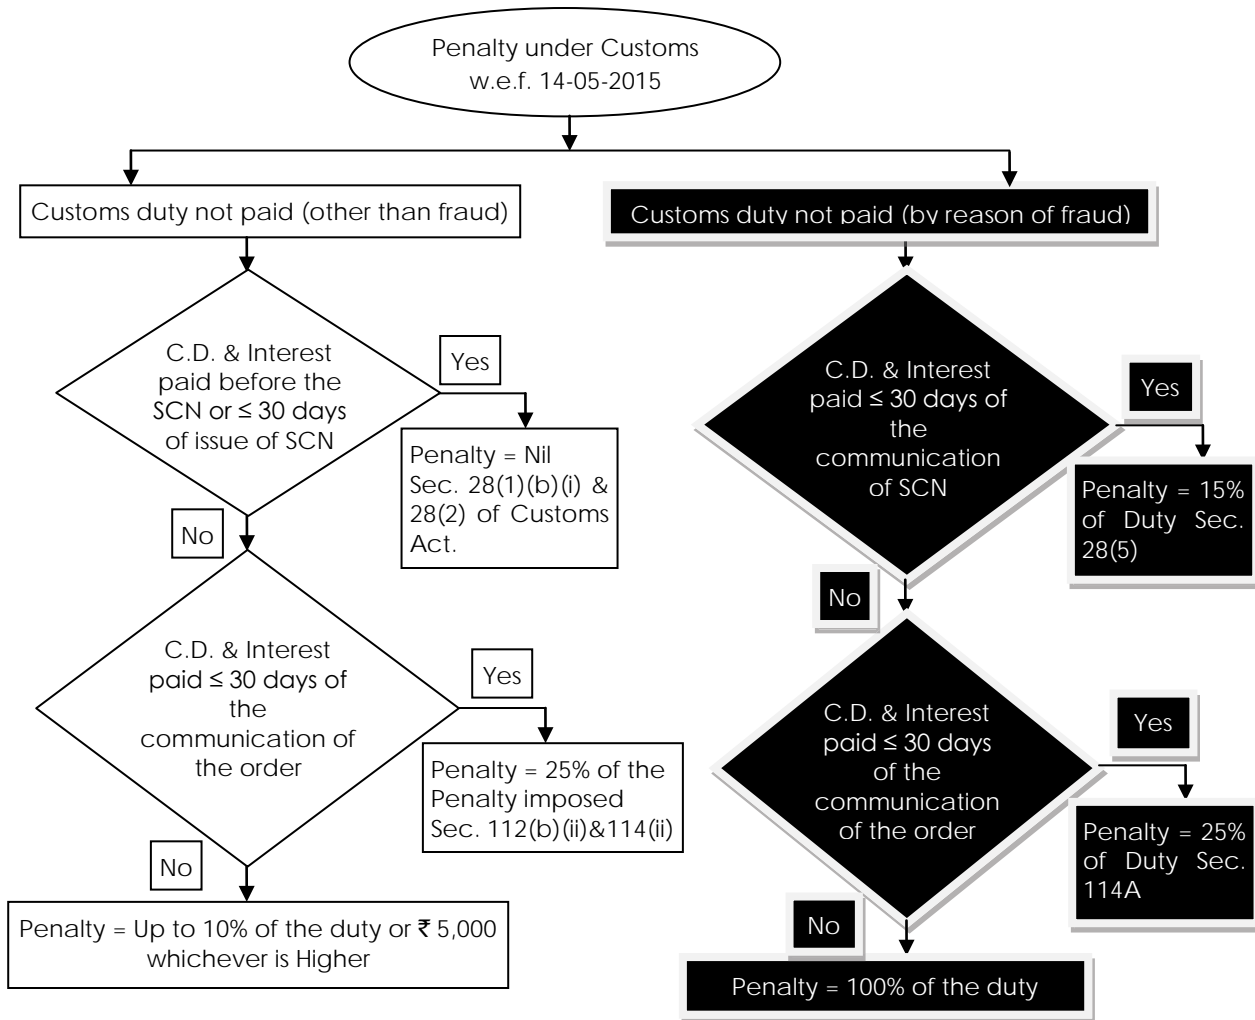 Penalty under Customs
w.e.f. 14-05-2015
Customs duty not paid (other than fraud)
C.D. & Interest
paid before the
SCN or ≤ 30 days
of issue of SCN
Yes
Penalty = Nil
Sec. 28(1)(b)(i) &
28(2) of Customs
Act.
No
C.D. & Interest
paid ≤ 30 days of
the
communication of
the order
Yes
Penalty = 25% of the
Penalty imposed
Sec. 112(b)(ii)&114(ii)
No
Penalty = Up to 10% of the duty or ₹ 5,000
whichever is Higher
Customs duty not paid (by reason of fraud)
C.D. & Interest
paid ≤ 30 days of
the
communication
of SCN
Yes
Penalty = 15%
of Duty Sec.
28(5)
No
C.D. & Interest
paid ≤ 30 days
of the
communication
of the order
Yes
Penalty = 25%
of Duty Sec.
114A
No
Penalty = 100% of the duty